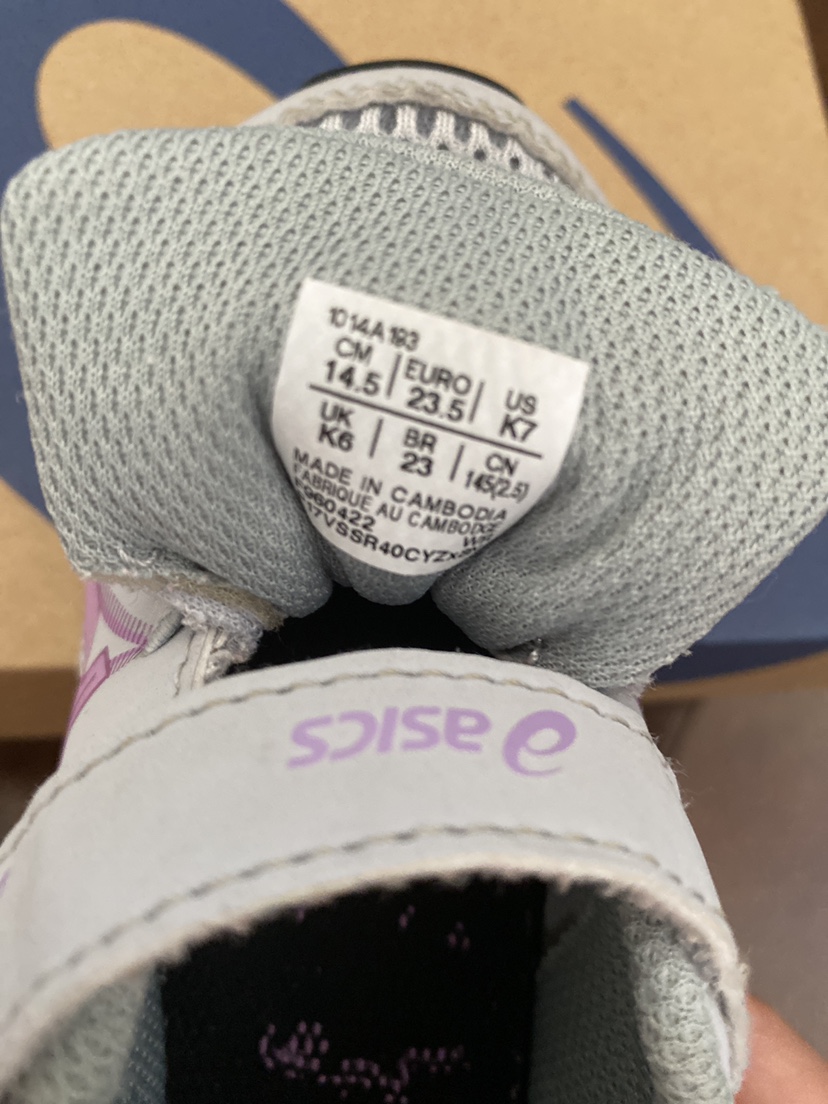 1014A193
CM 14.5 | EURO 23.5 | US K7
UK K6 | BR 23 | CN 145(2.5)
MADE IN CAMBODIA
FABRIQUE AU CAMBODGE
asics